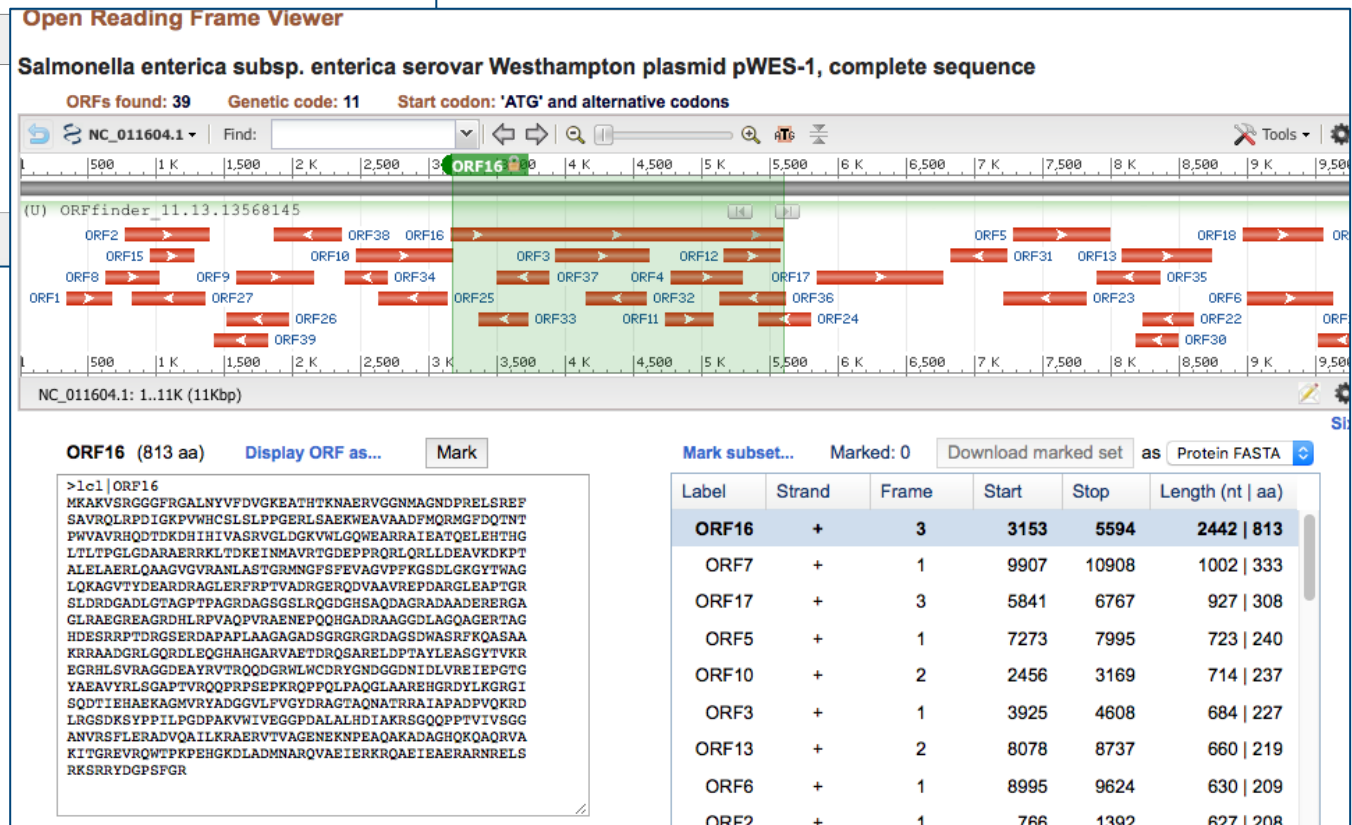 Open Reading Frame Viewer
Salmonella enterica subsp. enterica serovar Westhampton plasmid pWES-1, complete sequence
ORFs found: 39 Genetic code: 11 Start codon: 'ATG' and alternative codons
NC_011604.1 Find: ATG Tools
500 1 K 1,500 2 K 2,500 3 ORF16 00 4 K 4,500 5 K 5,500 6 K 6,500 7 K 7,500 8 K 8,500 9 K 9,500
(U) ORFfinder_11.13.13568145
ORF2 ORF38 ORF16 ORF5 ORF18
ORF15 ORF10 ORF3 ORF12 ORF31 ORF13
ORF8 ORF9 ORF34 ORF37 ORF4 ORF17 ORF35
ORF1 ORF27 ORF25 ORF32 ORF36 ORF23 ORF6
ORF26 ORF33 ORF11 ORF24 ORF22
ORF39 ORF30
500 1 K 1,500 2 K 2,500 3 K 3,500 4 K 4,500 5 K 5,500 6 K 6,500 7 K 7,500 8 K 8,500 9 K 9,500
NC_011604.1: 1..11K (11Kbp)
ORF16 (813 aa) Display ORF as... Mark
>lcl|ORF16
MKAKVSRGGGFRGALNYVFDVGKEATHTKNAERVGGNMAGNDPRELSREF
SAVRQLRPDIGKPVWHCSLSLPPGERLSAEKWEAVAADFMQRMGFDQTNT
PWVAVRHQDTDKDHIHIVASRVGLDGKVWLGQWEARRAIEATQELEHTHG
LTLTPGLGDARAERRKLTDKEINMAVRTGDEPPRQRLQRLLDEAVKDKPT
ALELAERLQAAGVGVRANLASTGRMNGFSFEVAGVPFKGSDLGKGYTWAG
LQKAGVTYDEARDRAGLERFRPTVADRGERQDVAAVREPDARGLEAPTGR
SLDRDGADLGTAGPTPAGRDAGSGSLRQGDGHSAQDAGRADAADERERGA
GLRAEGREAGRDHLRPVAQPVRAENEPQQHGADRAAGGDLAGQAGERTAG
HDESRRPTDRGSERDAPAPLAAGAGADSGRGRGRDAGSDWASRFKQASAA
KRRAADGRLGQRDLEQGHAHGARVAETDRQSARELDPTAYLEASGYTVKR
EGRHLSVRAGGDEAYRVTRQQDGRWLWCDRYGNDGGDNIDLVREIEPGTG
YAEAVYRLSGAPTVRQQPRPSEPKRQPPQLPAQGLAAREHGRDYLKGRGI
SQDTIEHAEKAGMVRYADGGVLFVGYDRAGTAQNATRRAIAPADPVQKRD
LRGSDKSYPPILPGDPAKVWIVEGGPDALALHDIAKRSGQQPPTVIVSGG
ANVRSFLERADVQAILKRAERVTVAGENEKNPEAQAKADAGHQKQAQRVA
KITGREVRQWTPKPEHGKDLADMNARQVAEIERKRQAEIEAERARNRELS
RKSRRYDGPSFGR
Mark subset... Marked: 0 Download marked set as Protein FASTA
Label Strand Frame Start Stop Length (nt | aa)
ORF16 + 3 3153 5594 2442 | 813
ORF7 + 1 9907 10908 1002 | 333
ORF17 + 3 5841 6767 927 | 308
ORF5 + 1 7273 7995 723 | 240
ORF10 + 2 2456 3169 714 | 237
ORF3 + 1 3925 4608 684 | 227
ORF13 + 2 8078 8737 660 | 219
ORF6 + 1 8995 9624 630 | 209
ORF2 + 1 766 1392 627 | 208